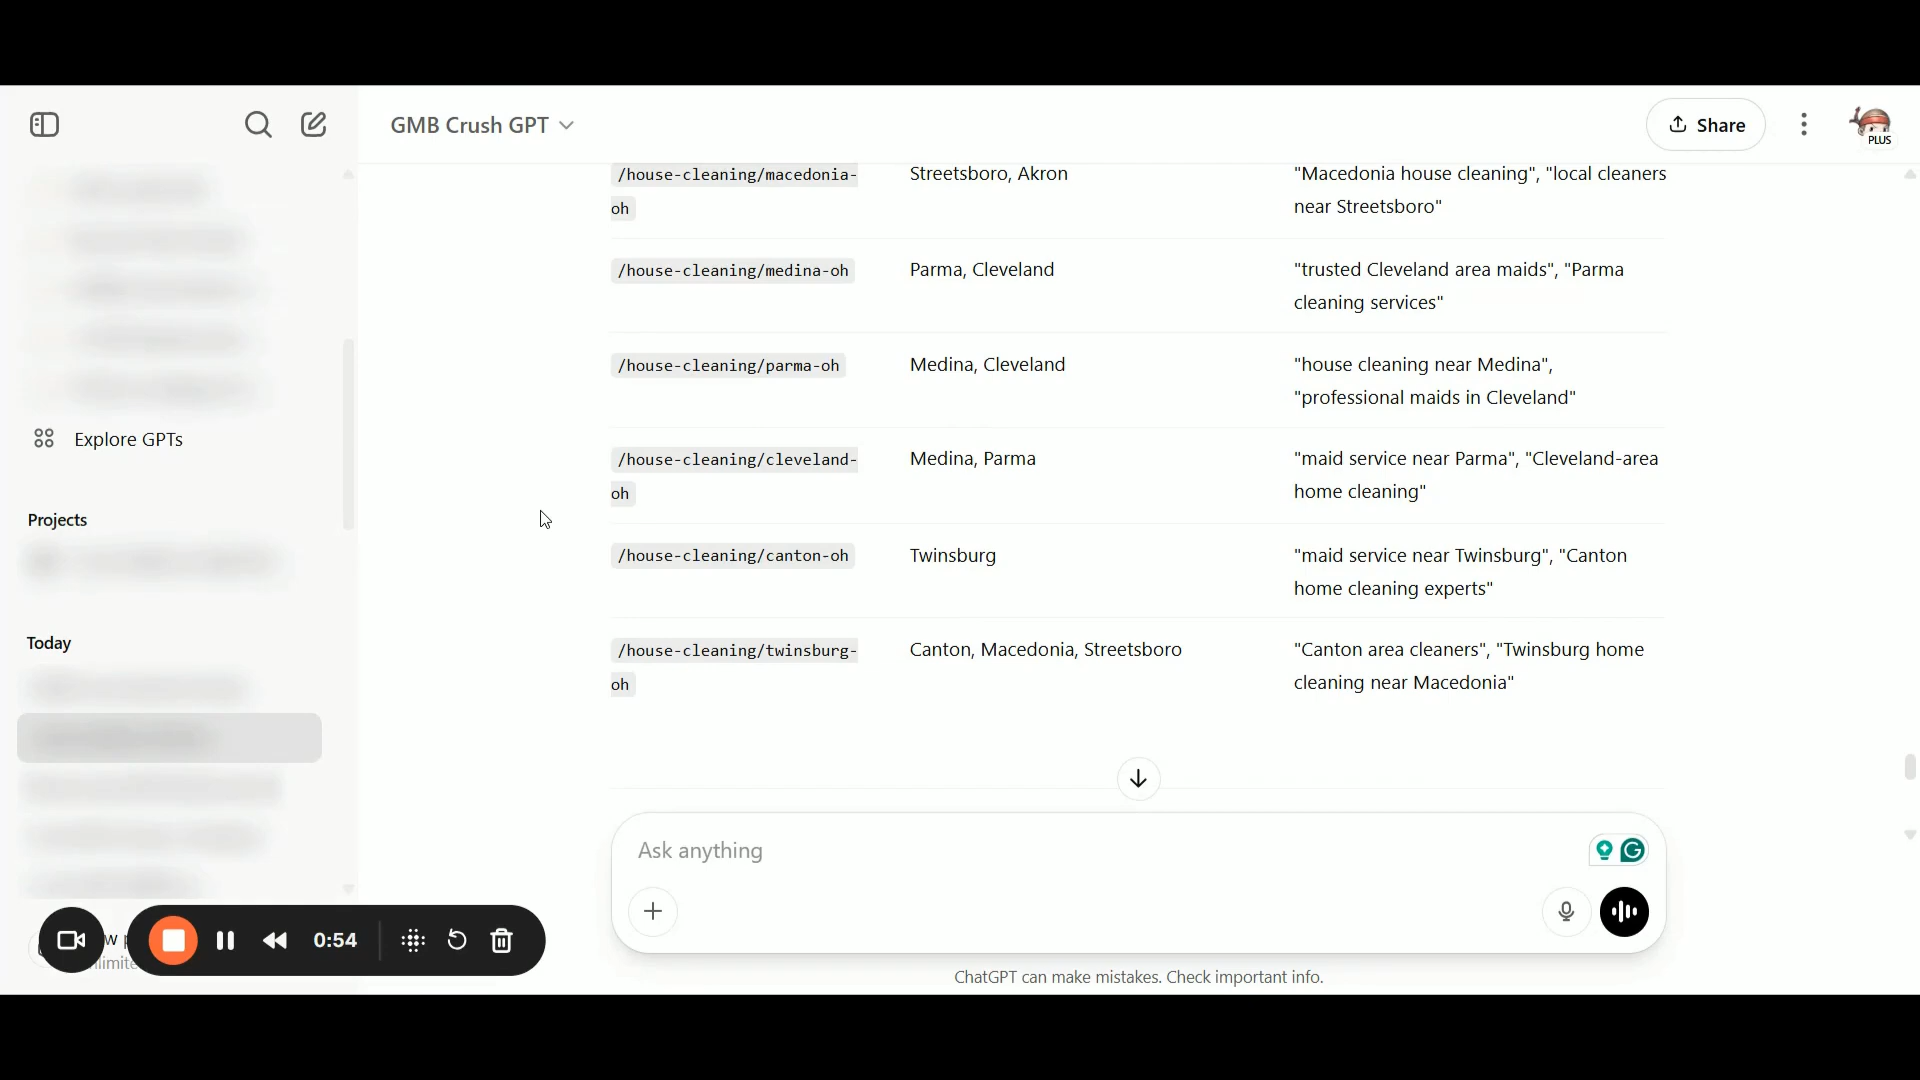 GMB Crush GPT
Share
PLUS
/house-cleaning/macedonia-
oh
Streetsboro, Akron
"Macedonia house cleaning", "local cleaners
near Streetsboro"
/house-cleaning/medina-oh
Parma, Cleveland
"trusted Cleveland area maids", "Parma
cleaning services"
/house-cleaning/parma-oh
Medina, Cleveland
"house cleaning near Medina",
"professional maids in Cleveland"
/house-cleaning/cleveland-
oh
Medina, Parma
"maid service near Parma", "Cleveland-area
home cleaning"
/house-cleaning/canton-oh
Twinsburg
"maid service near Twinsburg", "Canton
home cleaning experts"
/house-cleaning/twinsburg-
oh
Canton, Macedonia, Streetsboro
"Canton area cleaners", "Twinsburg home
cleaning near Macedonia"
Explore GPTs
Projects
Today
0:54
Ask anything
ChatGPT can make mistakes. Check important info.